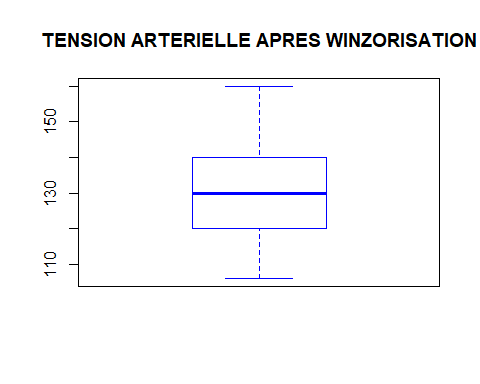 TENSION ARTERIELLE APRES WINZORISATION
150
130
110